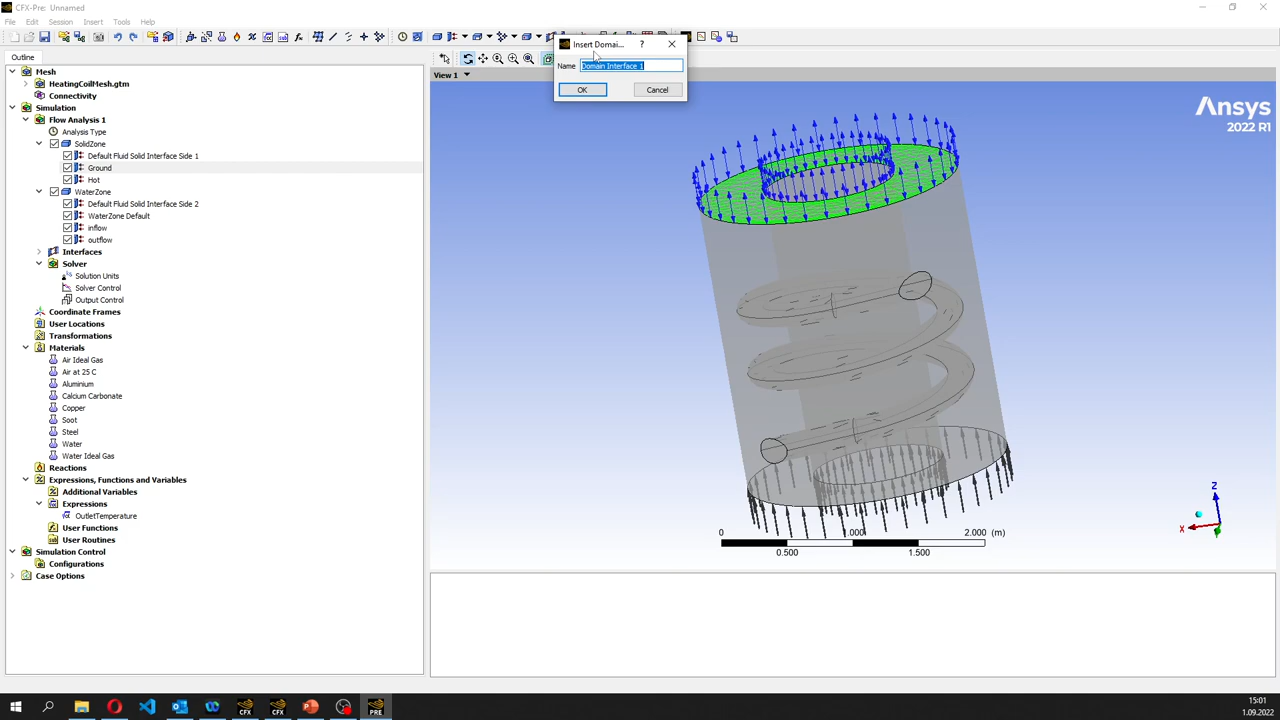 CFX-Pre: Unnamed
File Edit Session Insert Tools Help
Insert Domai... ?
Outline
Name Domain Interface 1
View 1
OK Cancel
Mesh
HeatingCoilMesh.gtm
Connectivity
Simulation
Flow Analysis 1
Analysis Type
SolidZone
Default Fluid Solid Interface Side 1
Ground
Hot
WaterZone
Default Fluid Solid Interface Side 2
WaterZone Default
inflow
outflow
Interfaces
Solver
Solution Units
Solver Control
Output Control
Coordinate Frames
User Locations
Transformations
Materials
Air Ideal Gas
Air at 25 C
Aluminium
Calcium Carbonate
Copper
Soot
Steel
Water
Water Ideal Gas
Reactions
Expressions, Functions and Variables
Additional Variables
Expressions
OutletTemperature
User Functions
User Routines
Simulation Control
Configurations
Case Options
Ansys
2022 R1
Z
X
0 1.000 2.000 (m)
0.500 1.500
CFX CFX PRE
15:01
1.09.2022